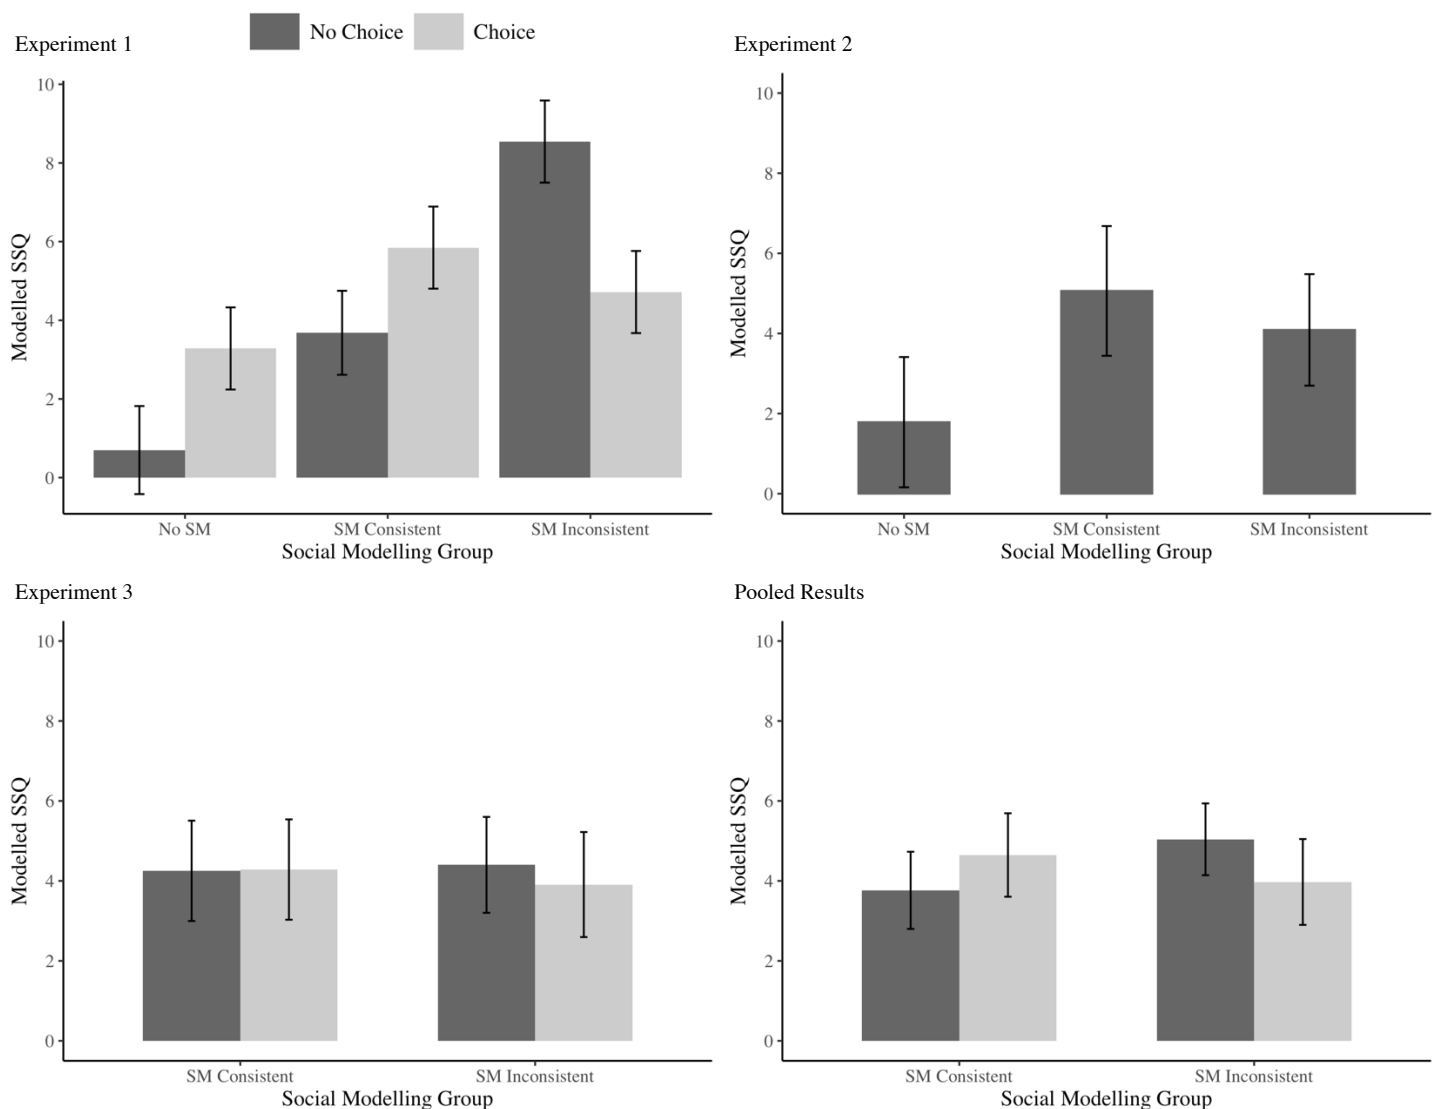 No Choice
Choice
Experiment 1
Experiment 2
10
8
6
4
2
0
Modelled SSQ
No SM
SM Consistent
SM Inconsistent
Social Modelling Group
10
8
6
4
2
0
Modelled SSQ
No SM
SM Consistent
SM Inconsistent
Social Modelling Group
Experiment 3
Pooled Results
10
8
6
4
2
0
Modelled SSQ
SM Consistent
SM Inconsistent
Social Modelling Group
10
8
6
4
2
0
Modelled SSQ
SM Consistent
SM Inconsistent
Social Modelling Group